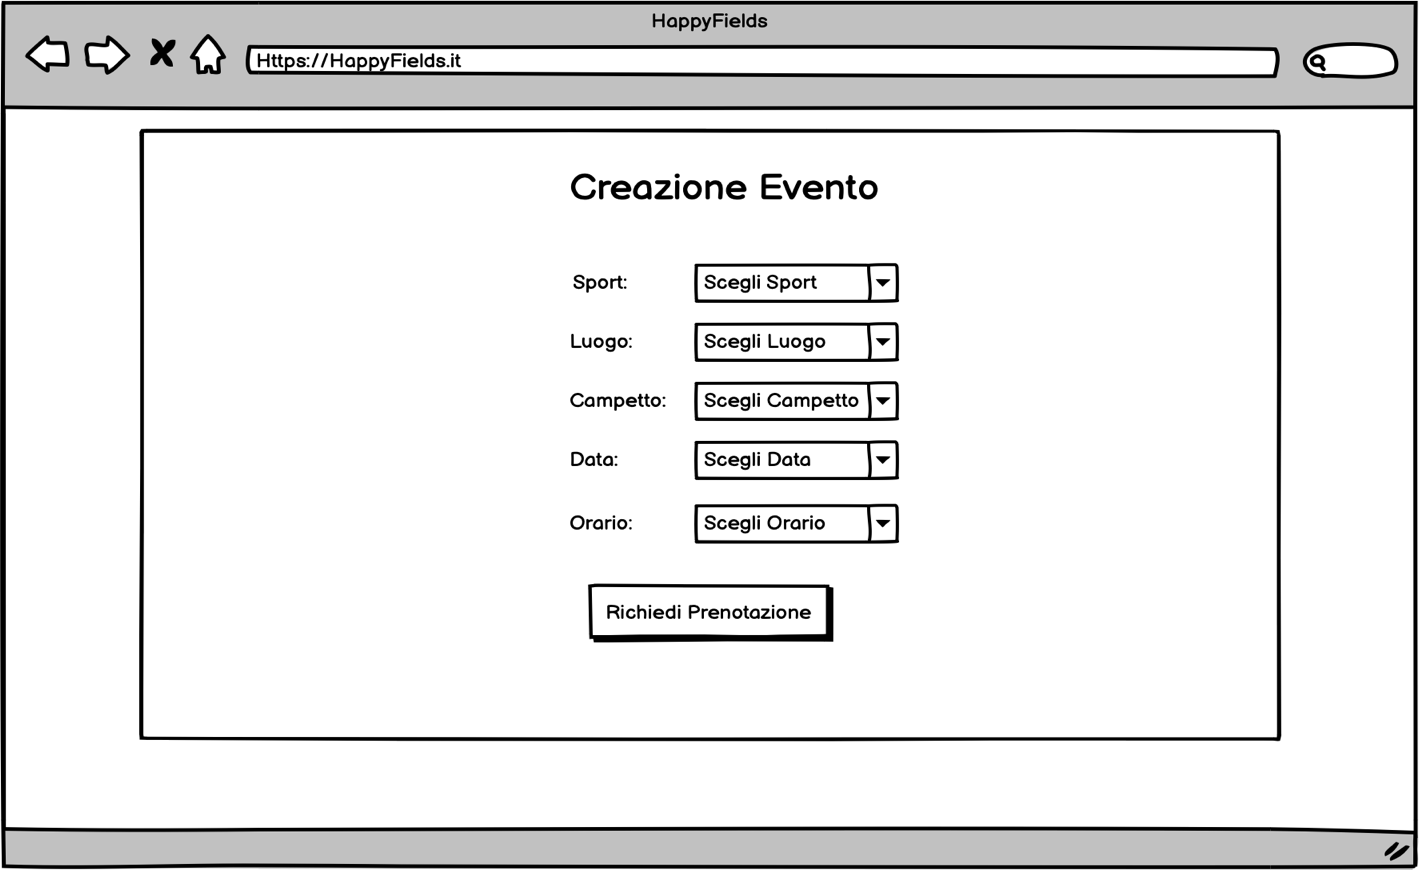 HappyFields
Https://HappyFields.it
Creazione Evento
Sport: Scegli Sport
Luogo: Scegli Luogo
Campetto: Scegli Campetto
Data: Scegli Data
Orario: Scegli Orario
Richiedi Prenotazione